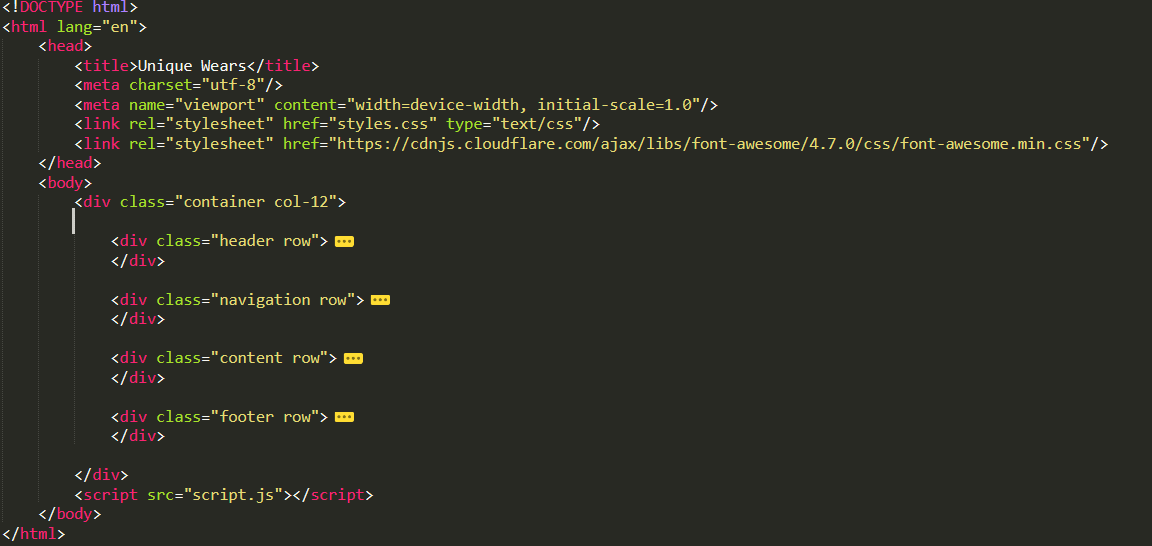 <!DOCTYPE html>
<html lang="en">
    <head>
        <title>Unique Wears</title>
        <meta charset="utf-8"/>
        <meta name="viewport" content="width=device-width, initial-scale=1.0"/>
        <link rel="stylesheet" href="styles.css" type="text/css"/>
        <link rel="stylesheet" href="https://cdnjs.cloudflare.com/ajax/libs/font-awesome/4.7.0/css/font-awesome.min.css"/>
    </head>
    <body>
        <div class="container col-12">
            <div class="header row">
            </div>
            <div class="navigation row">
            </div>
            <div class="content row">
            </div>
            <div class="footer row">
            </div>
        </div>
        <script src="script.js"></script>
    </body>
</html>